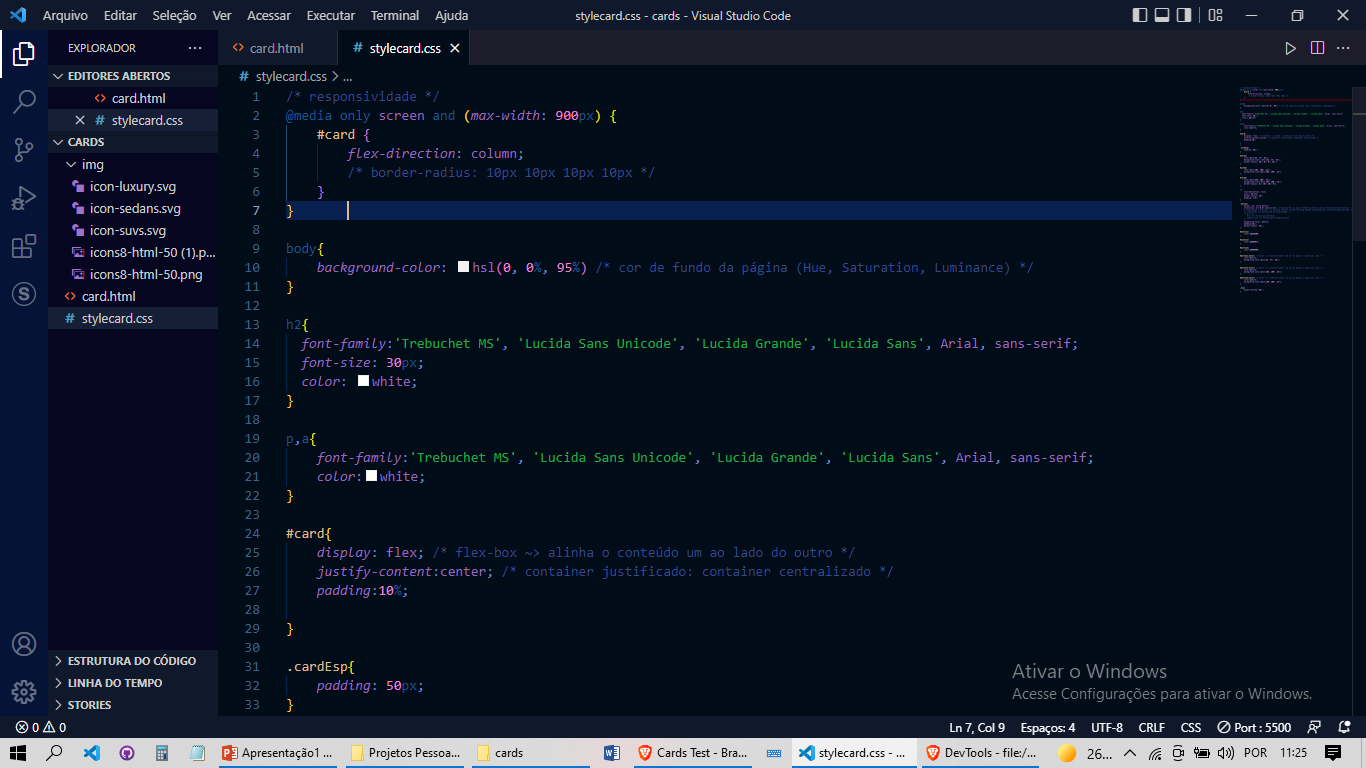 Arquivo Editar Seleção Ver Acessar Executar Terminal Ajuda
stylecard.css - cards - Visual Studio Code
EXPLORADOR
EDITORES ABERTOS
card.html
stylecard.css
CARDS
img
icon-luxury.svg
icon-sedans.svg
icon-suvs.svg
icons8-html-50 (1).p...
icons8-html-50.png
card.html
stylecard.css
ESTRUTURA DO CÓDIGO
LINHA DO TEMPO
STORIES
card.html
stylecard.css
stylecard.css > ...
1 /* responsividade */
2 @media only screen and (max-width: 900px) {
3 #card {
4 flex-direction: column;
5 /* border-radius: 10px 10px 10px 10px */
6 }
7 }
8
9 body{
10 background-color: hsl(0, 0%, 95%) /* cor de fundo da página (Hue, Saturation, Luminance) */
11 }
12
13 h2{
14 font-family:'Trebuchet MS', 'Lucida Sans Unicode', 'Lucida Grande', 'Lucida Sans', Arial, sans-serif;
15 font-size: 30px;
16 color: white;
17 }
18
19 p,a{
20 font-family:'Trebuchet MS', 'Lucida Sans Unicode', 'Lucida Grande', 'Lucida Sans', Arial, sans-serif;
21 color: white;
22 }
23
24 #card{
25 display: flex; /* flex-box ~> alinha o conteúdo um ao lado do outro */
26 justify-content:center; /* container justificado: container centralizado */
27 padding:10%;
28
29 }
30
31 .cardEsp{
32 padding: 50px;
33 }
Ativar o Windows
Acesse Configurações para ativar o Windows.
0 0
Ln 7, Col 9 Espaços: 4 UTF-8 CRLF CSS Port : 5500
Apresentação1 ... Projetos Pessoa... cards Cards Test - Bra... stylecard.css - ... DevTools - file:/... 26... POR 11:25